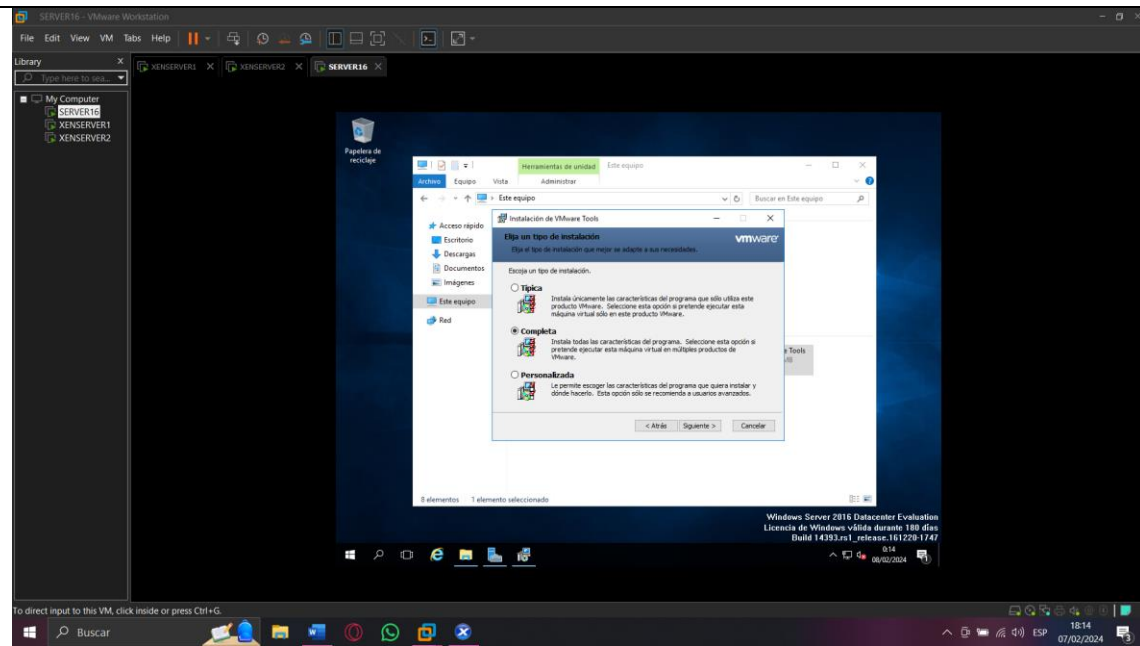 SERVER16 - VMware Workstation
File Edit View VM Tabs Help
Library X
Type here to sea...
XENSERVER1 X XENSERVER2 X SERVER16 X
My Computer
SERVER16
XENSERVER1
XENSERVER2
Papelera de
reciclaje
Herramientas de unidad Este equipo
Archivo Equipo Vista Administrar
Este equipo
Buscar en Este equipo
Acceso rápido
Escritorio
Descargas
Documentos
Imágenes
Este equipo
Red
Instalación de VMware Tools
Elija un tipo de instalación
Elija el tipo de instalación que mejor se adapte a sus necesidades.
vmware
Escoja un tipo de instalación.
Típica
Instala únicamente las características del programa que sólo utiliza este
producto VMware. Seleccione esta opción si pretende ejecutar esta
máquina virtual sólo en este producto VMware.
Completa
Instala todas las características del programa. Seleccione esta opción si
pretende ejecutar esta máquina virtual en múltiples productos de
VMware.
Personalizada
Le permite escoger las características del programa que quiera instalar y
dónde hacerlo. Esta opción sólo se recomienda a usuarios avanzados.
< Atrás Siguiente > Cancelar
Tools
8 elementos 1 elemento seleccionado
Windows Server 2016 Datacenter Evaluation
Licencia de Windows válida durante 180 días
Build 14393.rs1_release.161220-1747
0:14
08/02/2024
To direct input to this VM, click inside or press Ctrl+G.
Buscar
ESP
18:14
07/02/2024